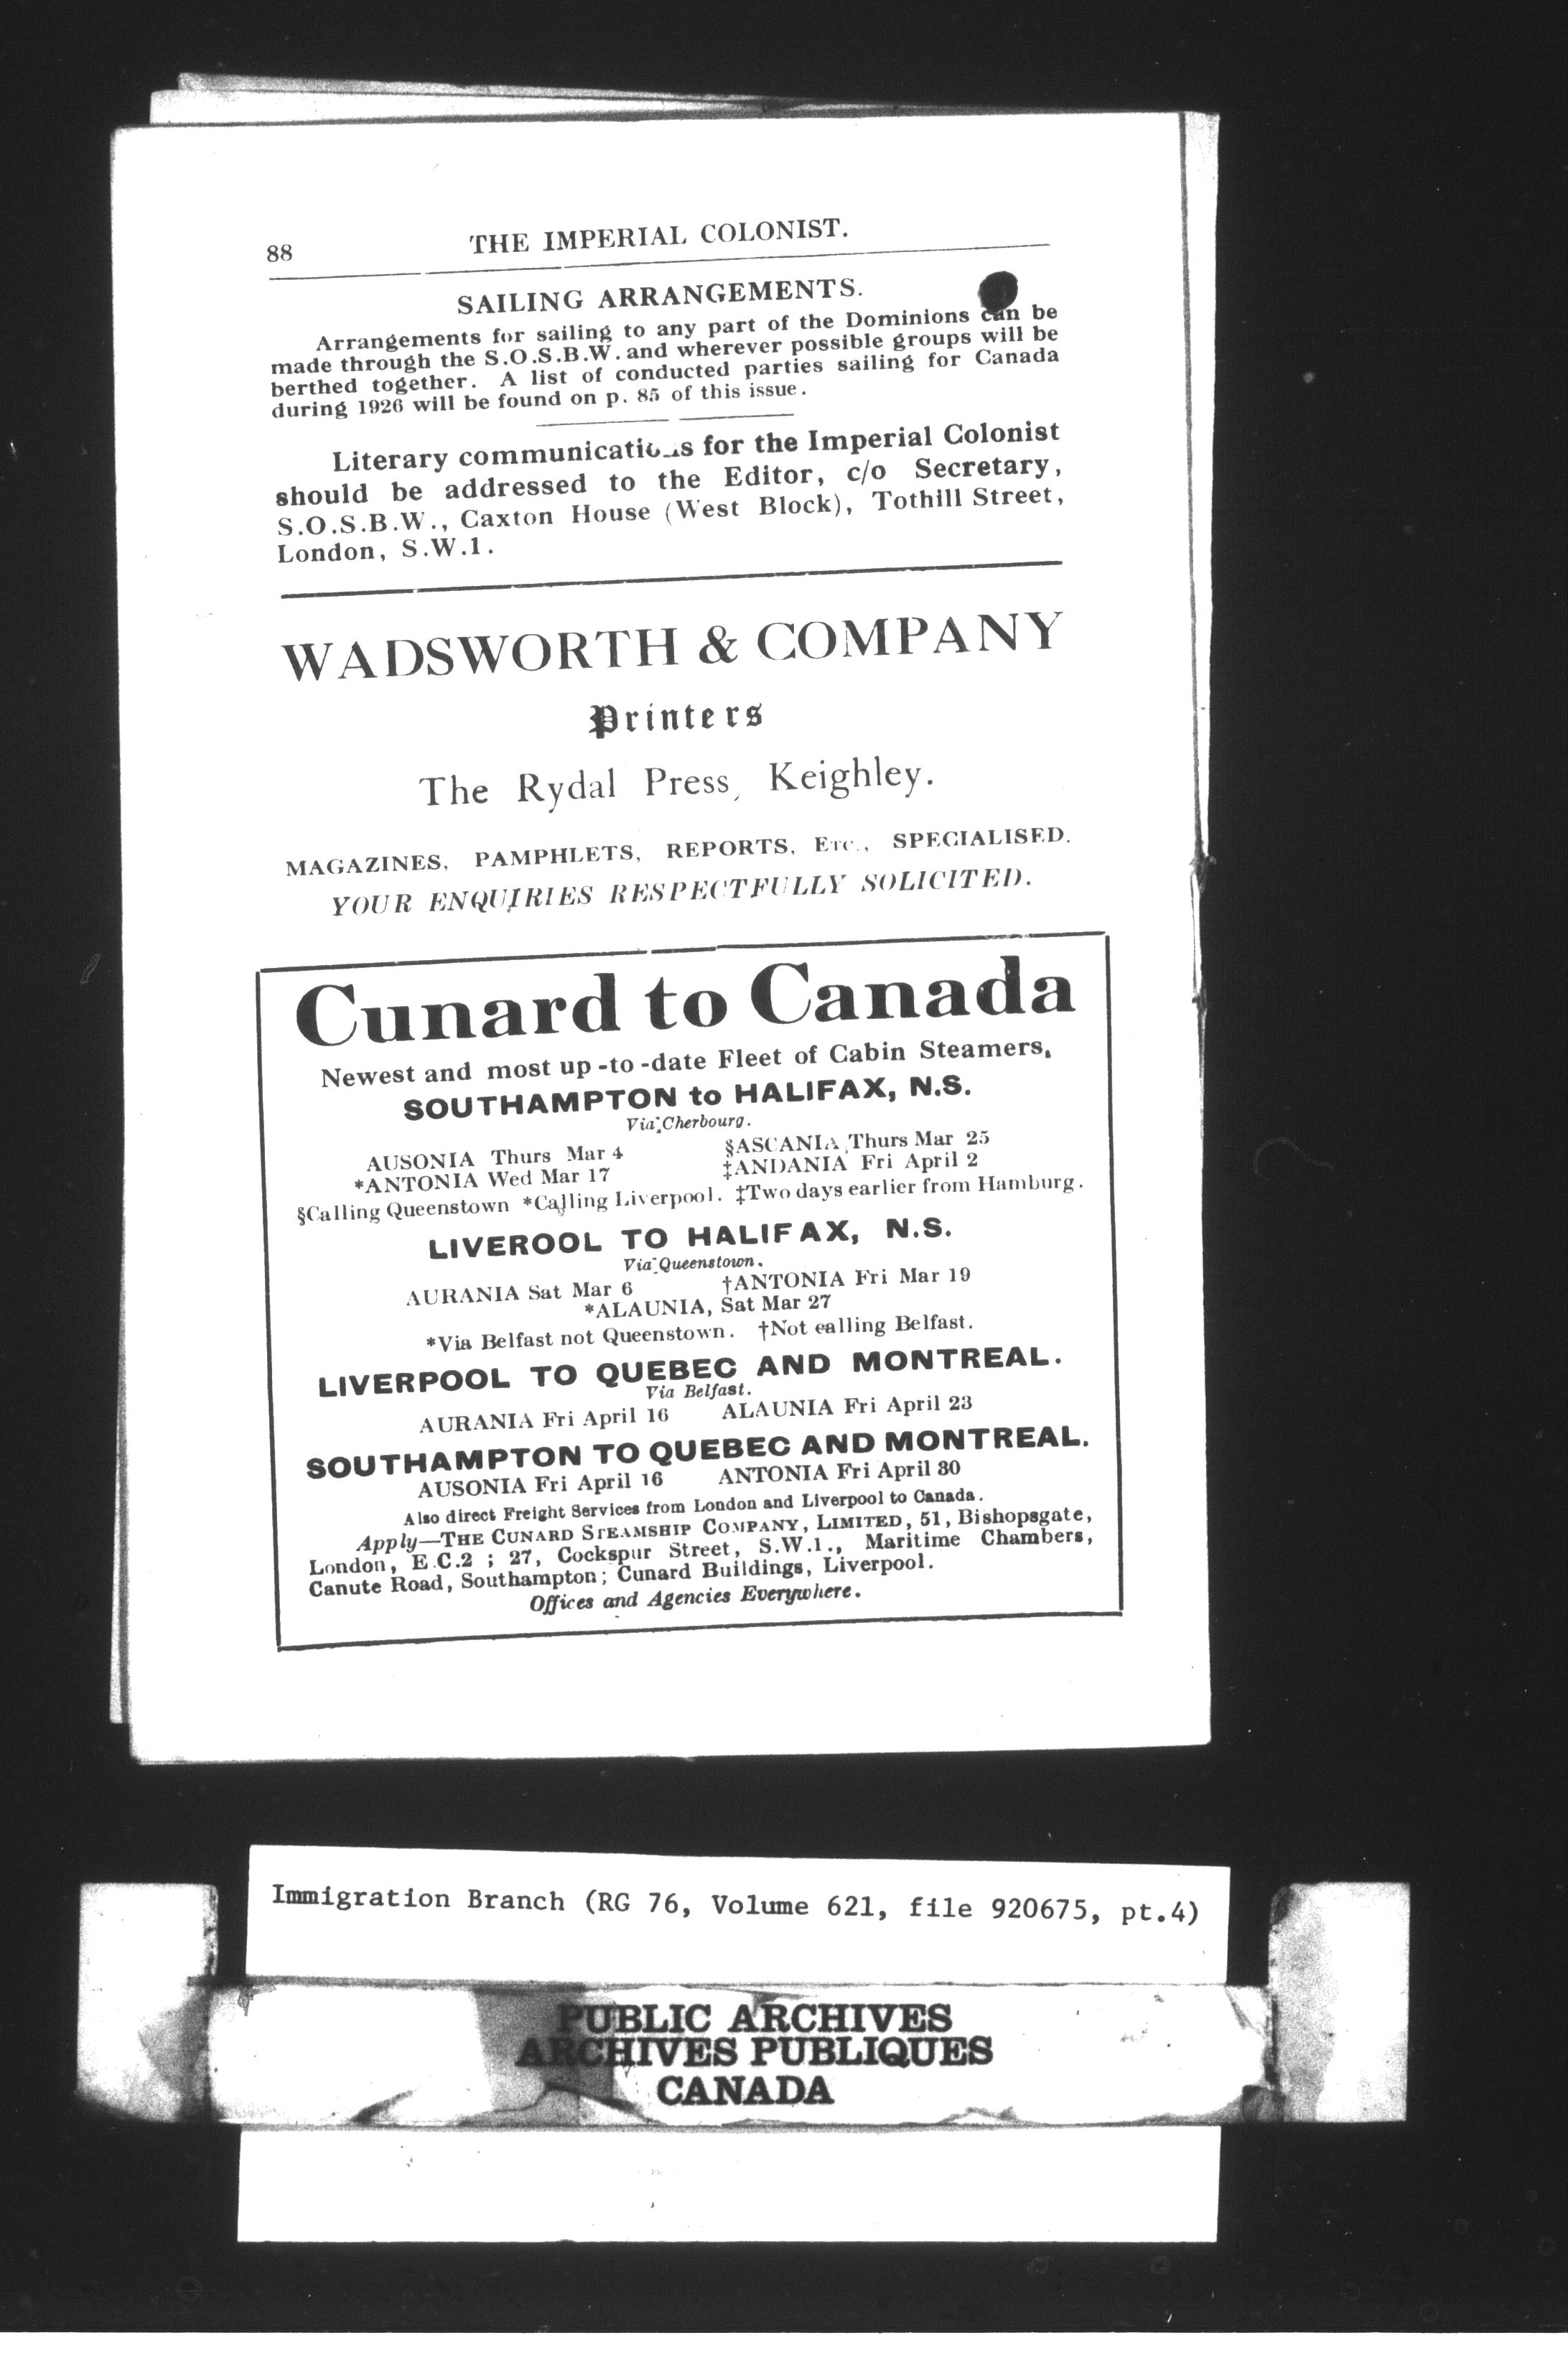 88
THE IMPERIAL COLONIST.
SAILING ARRANGEMENTS.
Arrangements for sailing to any part of the Dominions can be
made through the S.O.S.B.W. and wherever possible groups will be
berthed together. A list of conducted parties sailing for Canada
during 1926 will be found on p. 85 of this issue.
Literary communications for the Imperial Colonist
should be addressed to the Editor, c/o Secretary,
S.O.S.B.W., Caxton House (West Block), Tothill Street,
London, S.W.1.
WADSWORTH & COMPANY
Printers
The Rydal Press, Keighley.
MAGAZINES, PAMPHLETS, REPORTS, Etc., SPECIALISED.
YOUR ENQUIRIES RESPECTFULLY SOLICITED.
Cunard to Canada
Newest and most up-to-date Fleet of Cabin Steamers,
SOUTHAMPTON to HALIFAX, N.S.
Via Cherbourg.
AUSONIA Thurs Mar 4 §ASCANIA Thurs Mar 25
*ANTONIA Wed Mar 17 ‡ANDANIA Fri April 2
§Calling Queenstown *Calling Liverpool. ‡Two days earlier from Hamburg.
LIVEROOL TO HALIFAX, N.S.
Via Queenstown.
AURANIA Sat Mar 6 †ANTONIA Fri Mar 19
*ALAUNIA, Sat Mar 27
*Via Belfast not Queenstown. †Not calling Belfast.
LIVERPOOL TO QUEBEC AND MONTREAL.
Via Belfast.
AURANIA Fri April 16 ALAUNIA Fri April 23
SOUTHAMPTON TO QUEBEC AND MONTREAL.
AUSONIA Fri April 16 ANTONIA Fri April 30
Also direct Freight Services from London and Liverpool to Canada.
Apply—THE CUNARD STEAMSHIP COMPANY, LIMITED, 51, Bishopsgate,
London, E.C.2 ; 27, Cockspur Street, S.W.1., Maritime Chambers,
Canute Road, Southampton; Cunard Buildings, Liverpool.
Offices and Agencies Everywhere.
Immigration Branch (RG 76, Volume 621, file 920675, pt.4)
PUBLIC ARCHIVES
ARCHIVES PUBLIQUES
CANADA